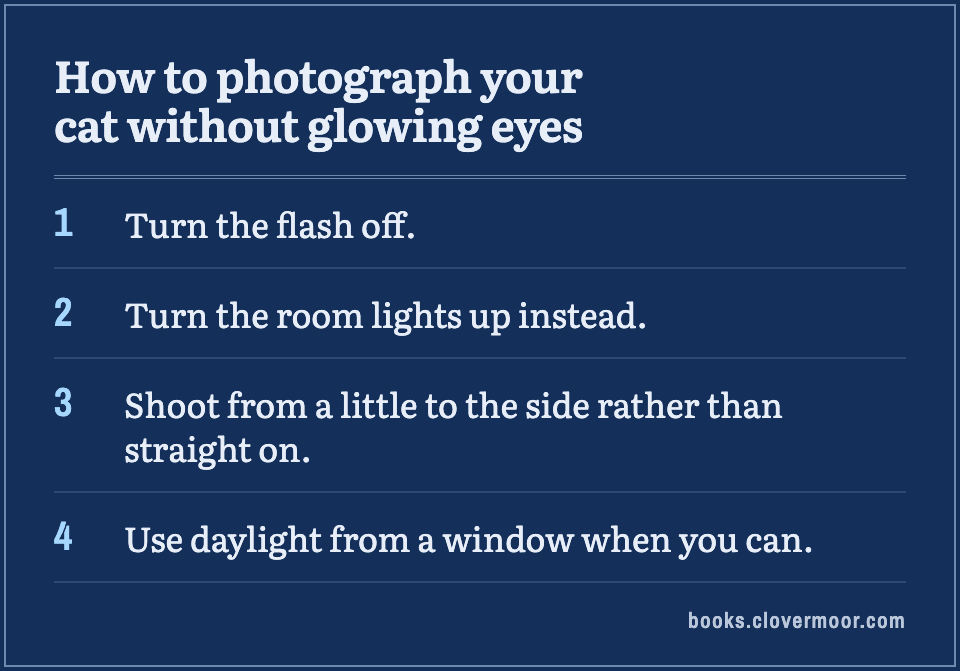 How to photograph your
cat without glowing eyes
1 Turn the flash off.
2 Turn the room lights up instead.
3 Shoot from a little to the side rather than
straight on.
4 Use daylight from a window when you can.
books.clovermoor.com